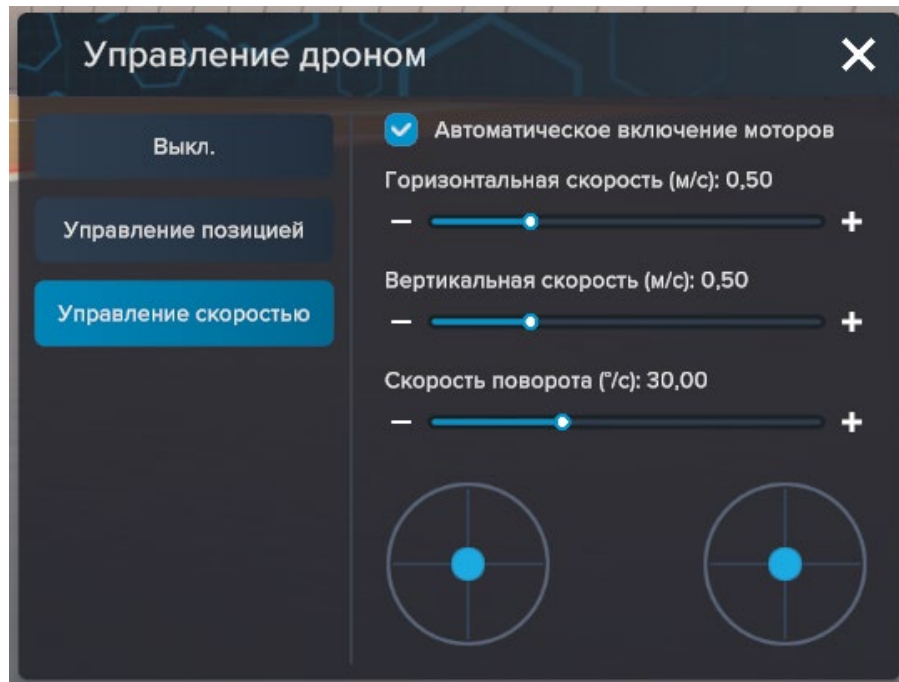 Управление дроном
Выкл.
Управление позицией
Управление скоростью
Автоматическое включение моторов
Горизонтальная скорость (м/с): 0,50
Вертикальная скорость (м/с): 0,50
Скорость поворота (°/с): 30,00